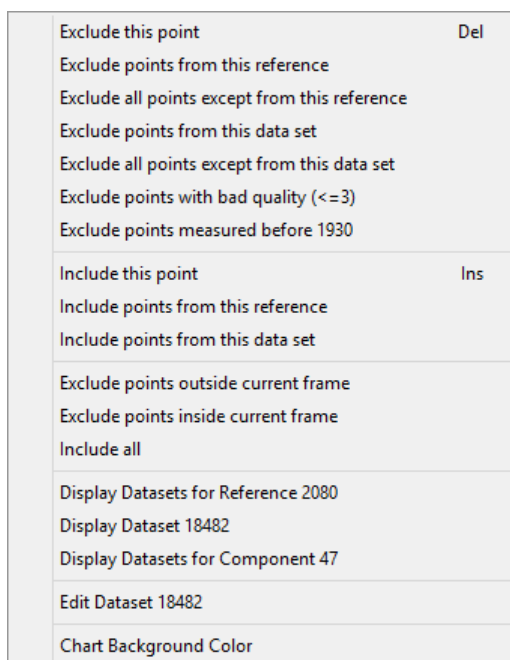 Exclude this point Del
Exclude points from this reference
Exclude all points except from this reference
Exclude points from this data set
Exclude all points except from this data set
Exclude points with bad quality (<=3)
Exclude points measured before 1930
Include this point Ins
Include points from this reference
Include points from this data set
Exclude points outside current frame
Exclude points inside current frame
Include all
Display Datasets for Reference 2080
Display Dataset 18482
Display Datasets for Component 47
Edit Dataset 18482
Chart Background Color